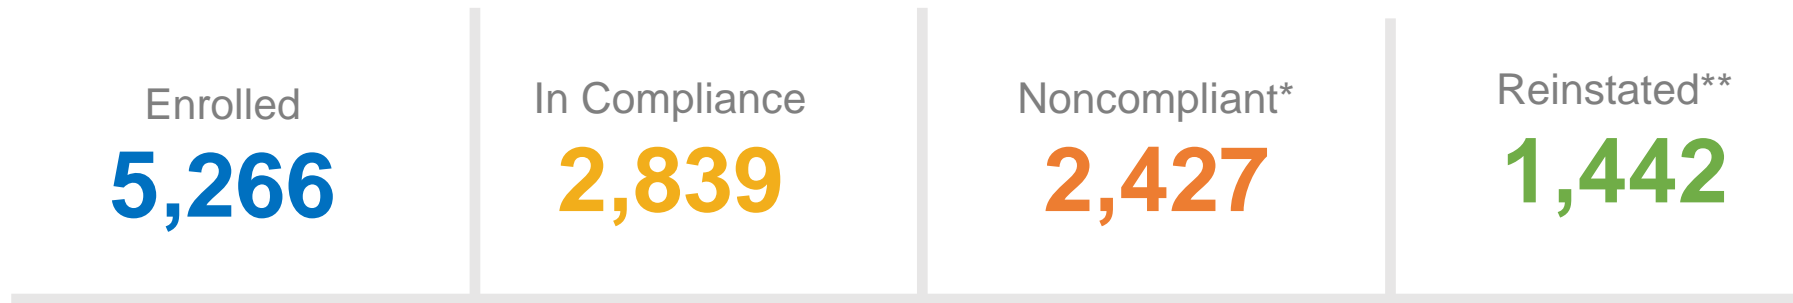 Enrolled
5,266
In Compliance
2,839
Noncompliant*
2,427
Reinstated**
1,442